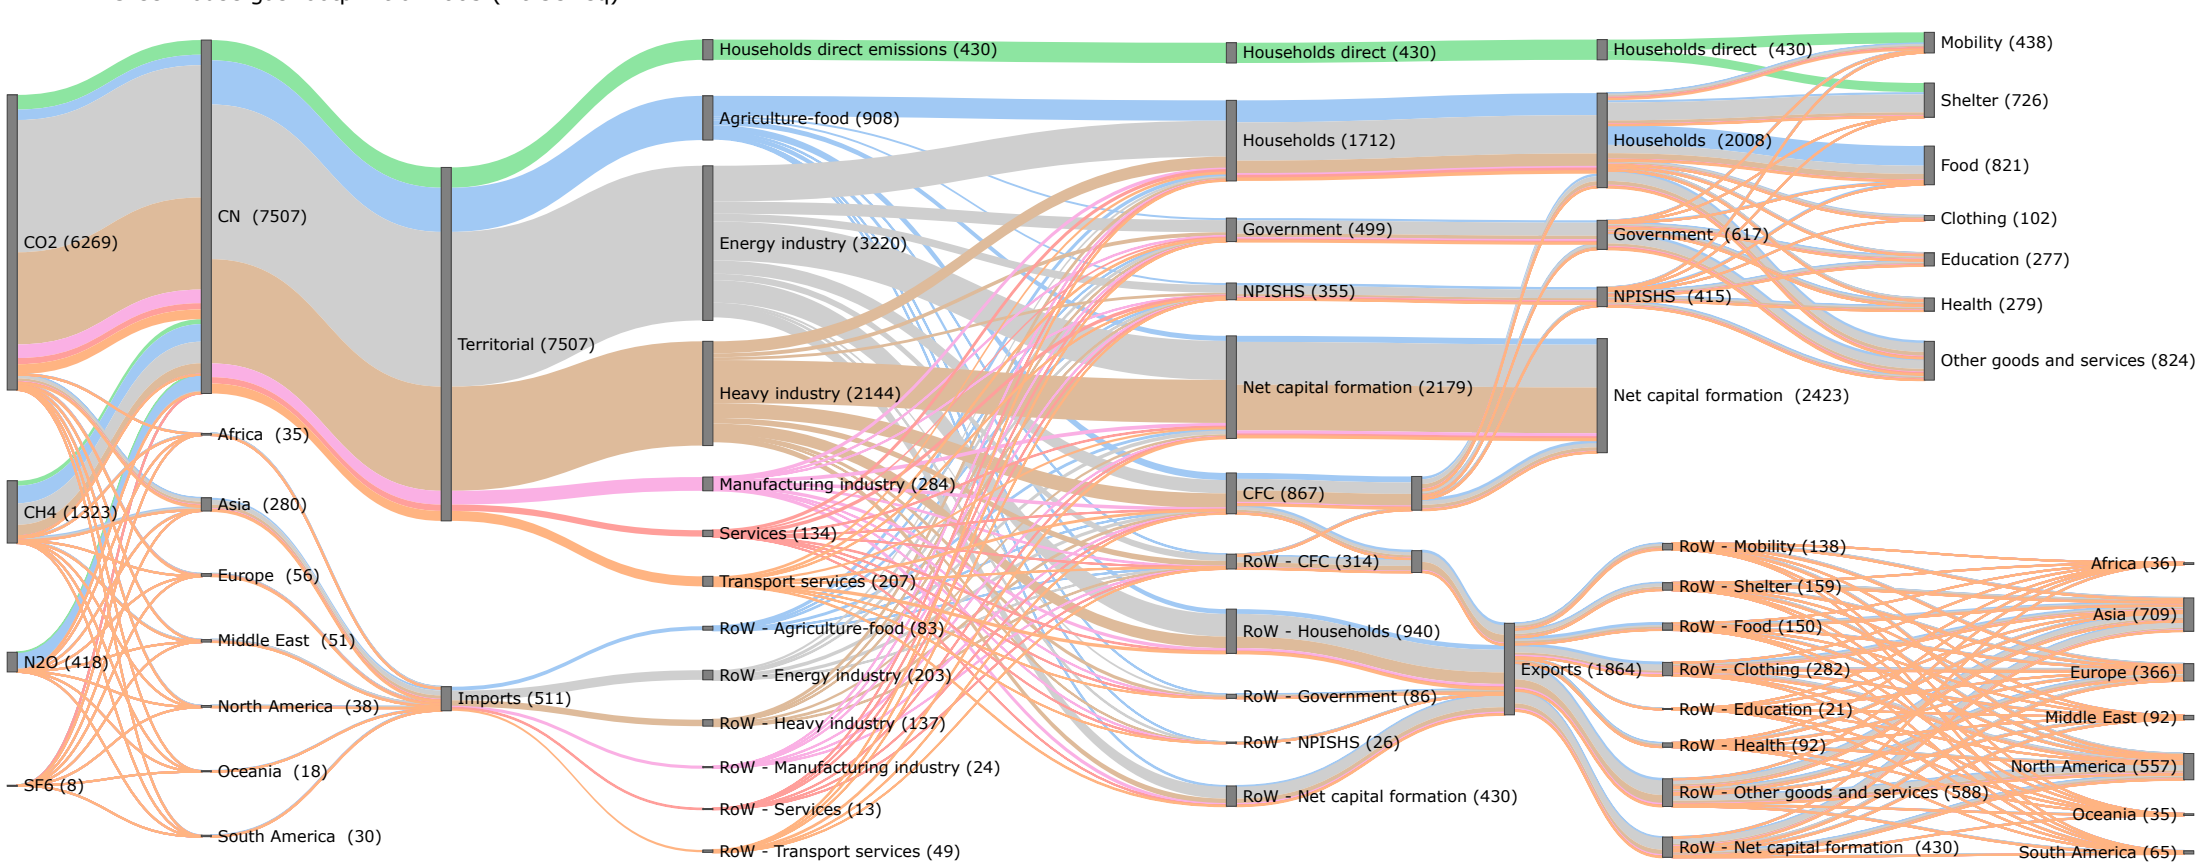 CO2 (6269)
CH4 (1323)
N2O (418)
SF6 (8)
CN  (7507)
Africa  (35)
Asia  (280)
Europe  (56)
Middle East  (51)
North America  (38)
Oceania  (18)
South America  (30)
Territorial (7507)
Imports (511)
Households direct emissions (430)
Agriculture-food (908)
Energy industry (3220)
Heavy industry (2144)
Manufacturing industry (284)
Services (134)
Transport services (207)
RoW - Agriculture-food (83)
RoW - Energy industry (203)
RoW - Heavy industry (137)
RoW - Manufacturing industry (24)
RoW - Services (13)
RoW - Transport services (49)
Households direct (430)
Households (1712)
Government (499)
NPISHS (355)
Net capital formation (2179)
CFC (867)
RoW - CFC (314)
RoW - Households (940)
RoW - Government (86)
RoW - NPISHS (26)
RoW - Net capital formation (430)
Exports (1864)
Households direct  (430)
Households  (2008)
Government  (617)
NPISHS  (415)
Net capital formation  (2423)
RoW - Mobility (138)
RoW - Shelter (159)
RoW - Food (150)
RoW - Clothing (282)
RoW - Education (21)
RoW - Health (92)
RoW - Other goods and services (588)
RoW - Net capital formation  (430)
Mobility (438)
Shelter (726)
Food (821)
Clothing (102)
Education (277)
Health (279)
Other goods and services (824)
Africa (36)
Asia (709)
Europe (366)
Middle East (92)
North America (557)
Oceania (35)
South America (65)